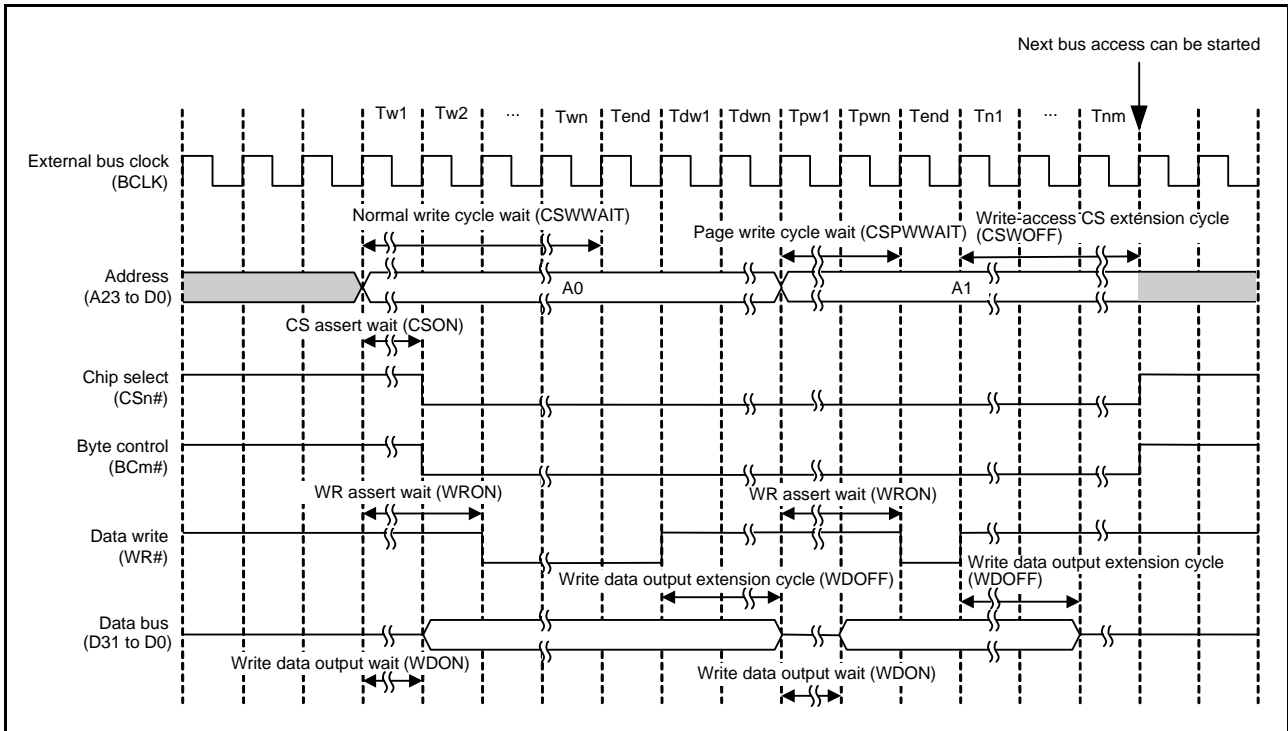 Next bus access can be started
Tw1 Tw2 ... Twn Tend Tdw1 Tdwn Tpw1 Tpwn Tend Tn1 ... Tnm
External bus clock
(BCLK)
Normal write cycle wait (CSWWAIT)
Page write cycle wait (CSPWWAIT)
Write-access CS extension cycle
(CSWOFF)
Address
(A23 to D0)
A0
A1
CS assert wait (CSON)
Chip select
(CSn#)
Byte control
(BCm#)
WR assert wait (WRON)
WR assert wait (WRON)
Data write
(WR#)
Write data output extension cycle (WDOFF)
Write data output extension cycle
(WDOFF)
Data bus
(D31 to D0)
Write data output wait (WDON)
Write data output wait (WDON)